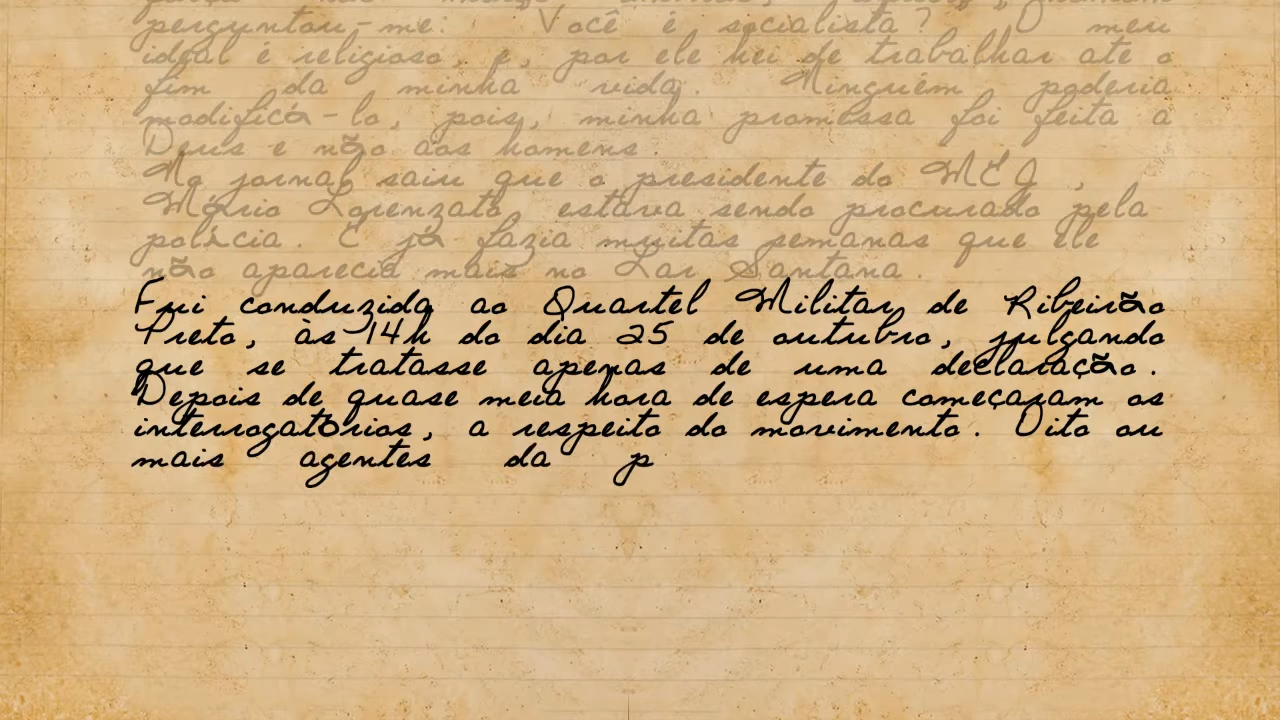 perguntou-me: Você é socialista? O meu
ideal é religioso, e, por ele hei de trabalhar até o
fim da minha vida. Ninguém poderia
modificá-lo, pois, minha promessa foi feita a
Deus e não aos homens.
No jornal saiu que o presidente do MEJ,
Mário Lorenzato, estava sendo procurado pela
polícia. E já fazia muitas semanas que ele
não aparecia mais no Lar Santana.
Fui conduzida ao Quartel Militar de Ribeirão
Preto, às 14h do dia 25 de outubro, julgando
que se tratasse apenas de uma declaração.
Depois de quase meia hora de espera começaram os
interrogatórios, a respeito do movimento. Oito ou
mais agentes da p